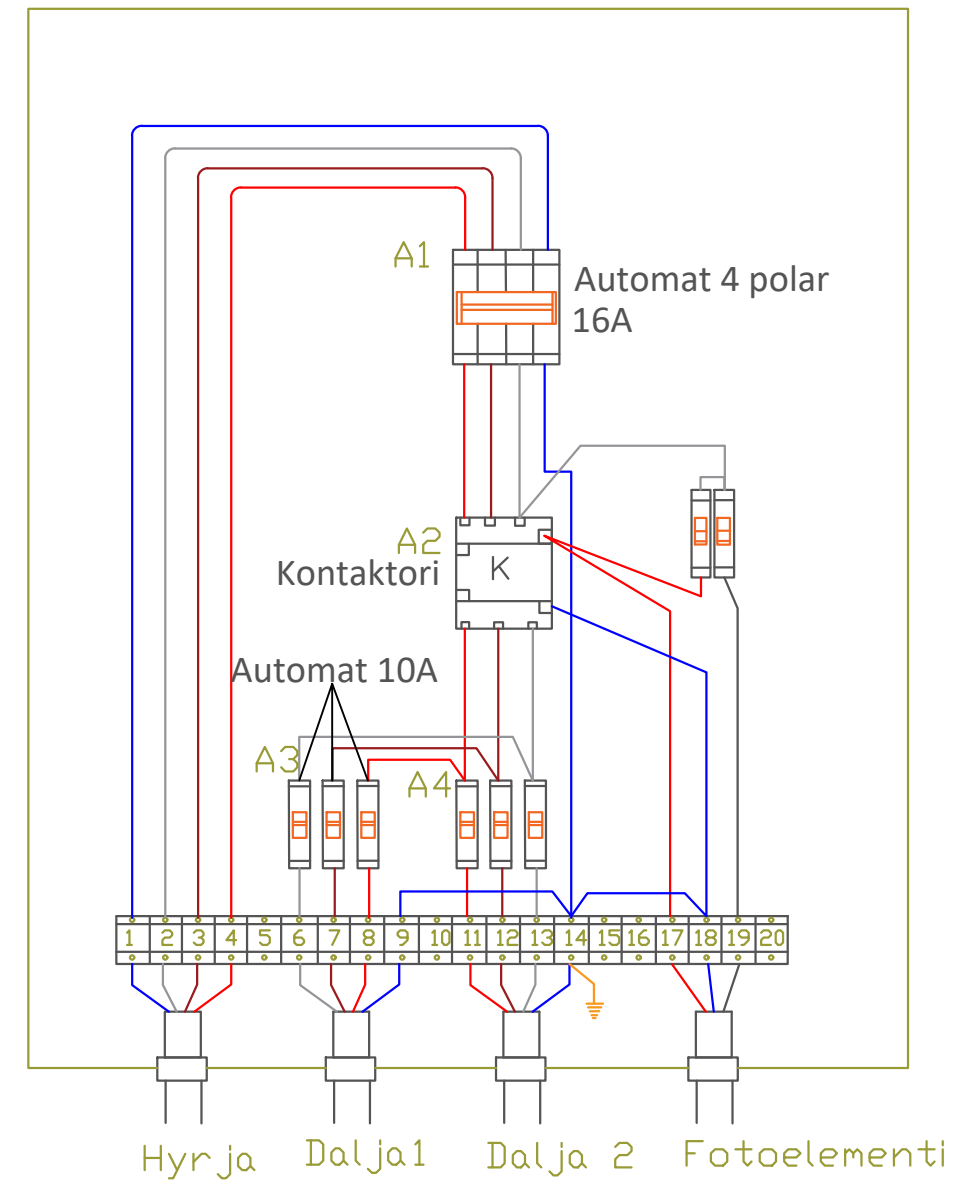 A1
Automat 4 polar
16A
A2
Kontaktori
K
Automat 10A
A3
A4
1 2 3 4 5 6 7 8 9 10 11 12 13 14 15 16 17 18 19 20
Hyrja
Dalja1
Dalja 2
Fotoelementi